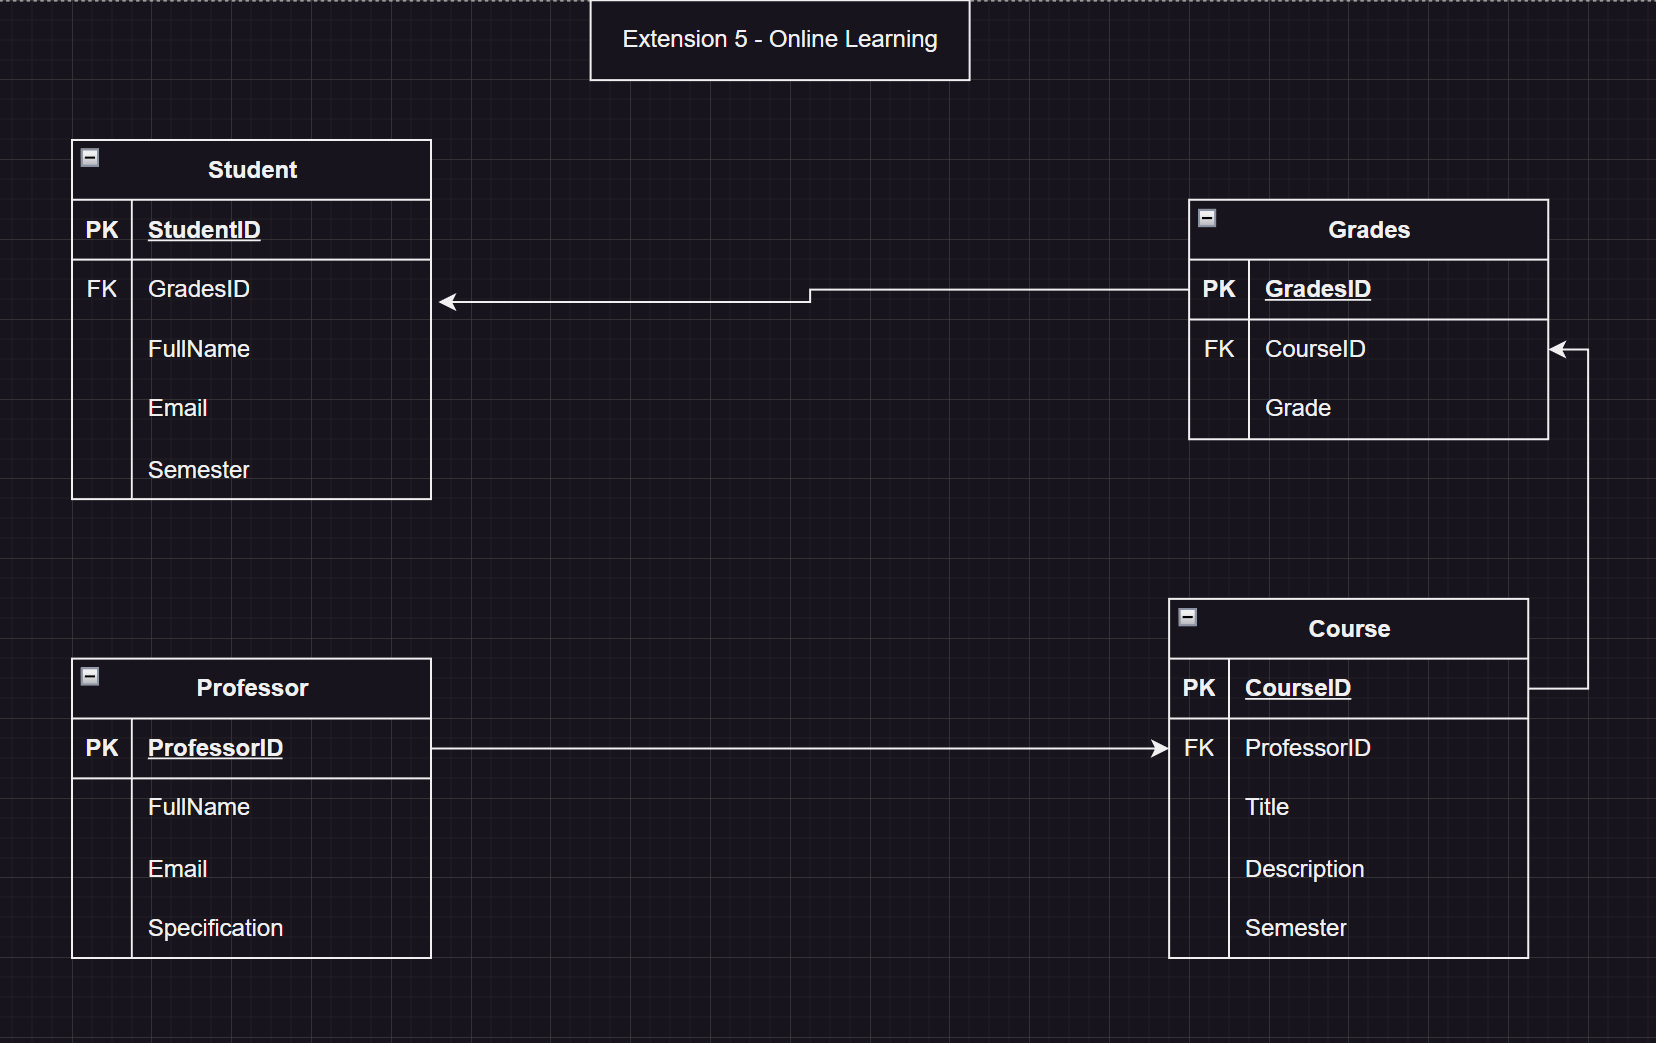 Extension 5 - Online Learning
Student
PK StudentID
FK GradesID
FullName
Email
Semester
Grades
PK GradesID
FK CourseID
Grade
Professor
PK ProfessorID
FullName
Email
Specification
Course
PK CourseID
FK ProfessorID
Title
Description
Semester